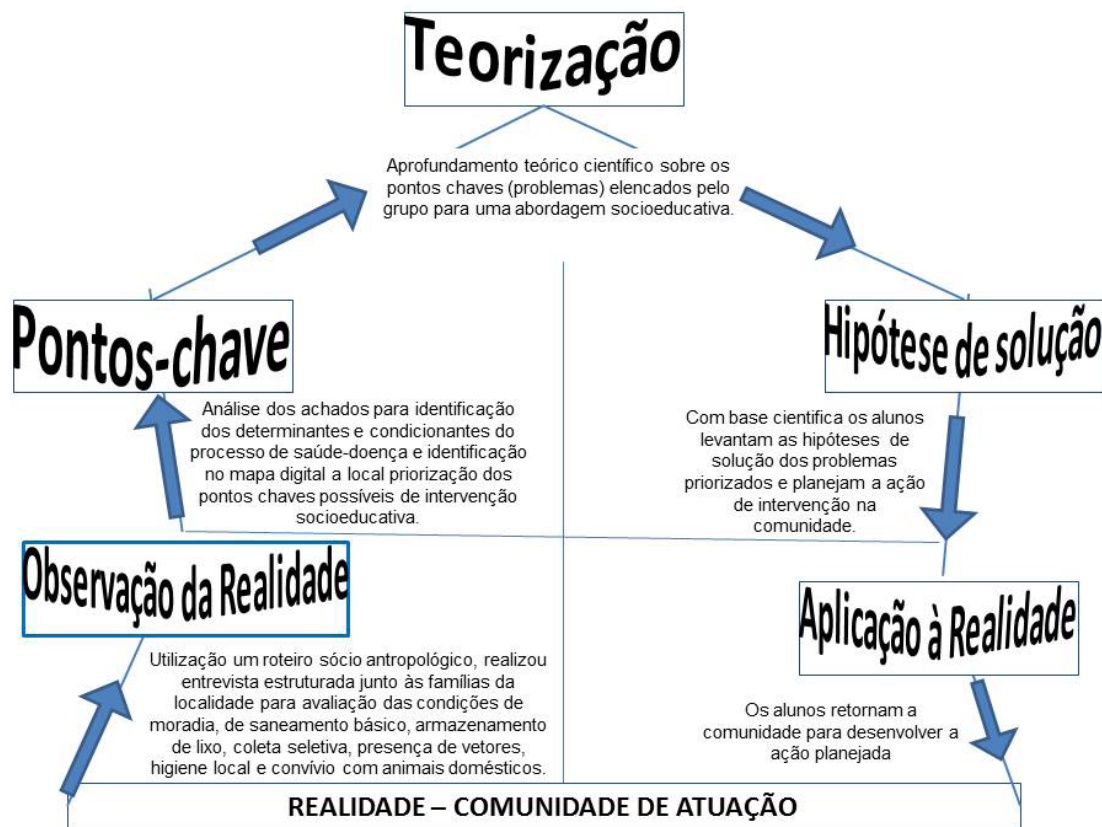 Teorização
Aprofundamento teórico científico sobre os
pontos chaves (problemas) elencados pelo
grupo para uma abordagem socioeducativa.
Pontos-chave
Hipótese de solução
Análise dos achados para identificação
dos determinantes e condicionantes do
processo de saúde-doença e identificação
no mapa digital a local priorização dos
pontos chaves possíveis de intervenção
socioeducativa.
Com base cientifica os alunos
levantam as hipóteses de
solução dos problemas
priorizados e planejam a ação
de intervenção na
comunidade.
Observação da Realidade
Aplicação à Realidade
Utilização um roteiro sócio antropológico, realizou
entrevista estruturada junto às famílias da
localidade para avaliação das condições de
moradia, de saneamento básico, armazenamento
de lixo, coleta seletiva, presença de vetores,
higiene local e convívio com animais domésticos.
Os alunos retornam a
comunidade para desenvolver a
ação planejada
REALIDADE – COMUNIDADE DE ATUAÇÃO